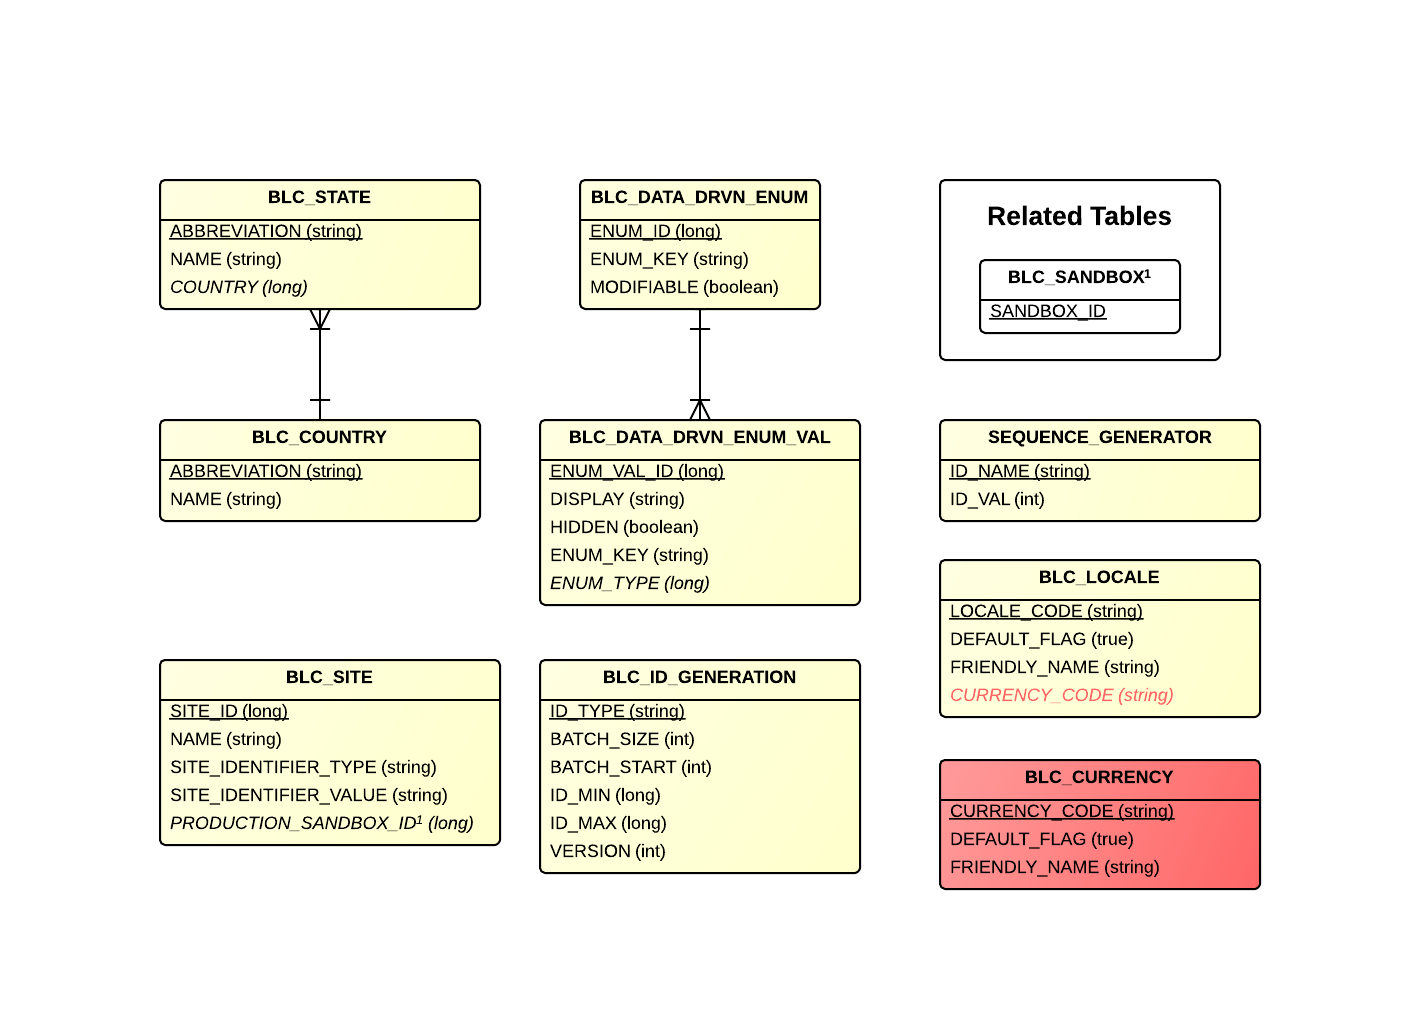 BLC_STATE
ABBREVIATION (string)
NAME (string)
COUNTRY (long)
BLC_COUNTRY
ABBREVIATION (string)
NAME (string)
BLC_DATA_DRVN_ENUM
ENUM_ID (long)
ENUM_KEY (string)
MODIFIABLE (boolean)
BLC_DATA_DRVN_ENUM_VAL
ENUM_VAL_ID (long)
DISPLAY (string)
HIDDEN (boolean)
ENUM_KEY (string)
ENUM_TYPE (long)
Related Tables
BLC_SANDBOX¹
SANDBOX_ID
SEQUENCE_GENERATOR
ID_NAME (string)
ID_VAL (int)
BLC_LOCALE
LOCALE_CODE (string)
DEFAULT_FLAG (true)
FRIENDLY_NAME (string)
CURRENCY_CODE (string)
BLC_SITE
SITE_ID (long)
NAME (string)
SITE_IDENTIFIER_TYPE (string)
SITE_IDENTIFIER_VALUE (string)
PRODUCTION_SANDBOX_ID¹ (long)
BLC_ID_GENERATION
ID_TYPE (string)
BATCH_SIZE (int)
BATCH_START (int)
ID_MIN (long)
ID_MAX (long)
VERSION (int)
BLC_CURRENCY
CURRENCY_CODE (string)
DEFAULT_FLAG (true)
FRIENDLY_NAME (string)